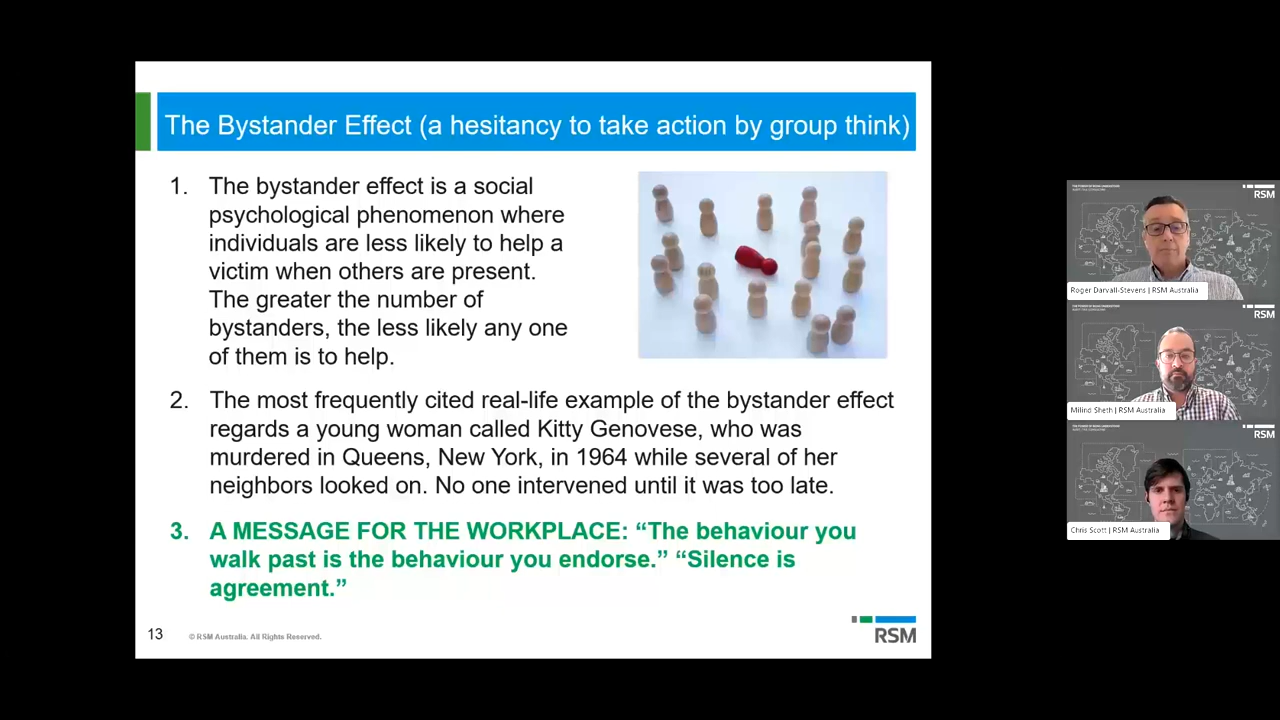 The Bystander Effect (a hesitancy to take action by group think)
1. The bystander effect is a social
psychological phenomenon where
individuals are less likely to help a
victim when others are present.
The greater the number of
bystanders, the less likely any one
of them is to help.
2. The most frequently cited real-life example of the bystander effect
regards a young woman called Kitty Genovese, who was
murdered in Queens, New York, in 1964 while several of her
neighbors looked on. No one intervened until it was too late.
3. A MESSAGE FOR THE WORKPLACE: “The behaviour you
walk past is the behaviour you endorse.” “Silence is
agreement.”
13
© RSM Australia. All Rights Reserved.
RSM
RSM
Roger Darvall-Stevens | RSM Australia
RSM
Milind Sheth | RSM Australia
RSM
Chris Scott | RSM Australia